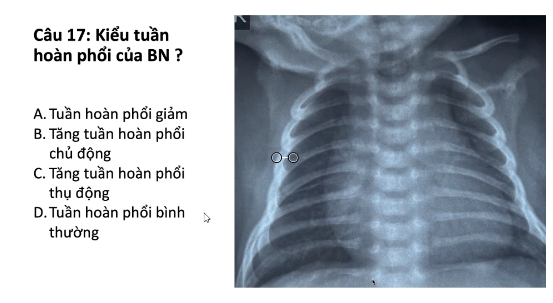 Câu 17: Kiểu tuần
hoàn phổi của BN ?
A. Tuần hoàn phổi giảm
B. Tăng tuần hoàn phổi
chủ động
C. Tăng tuần hoàn phổi
thụ động
D. Tuần hoàn phổi bình
thường